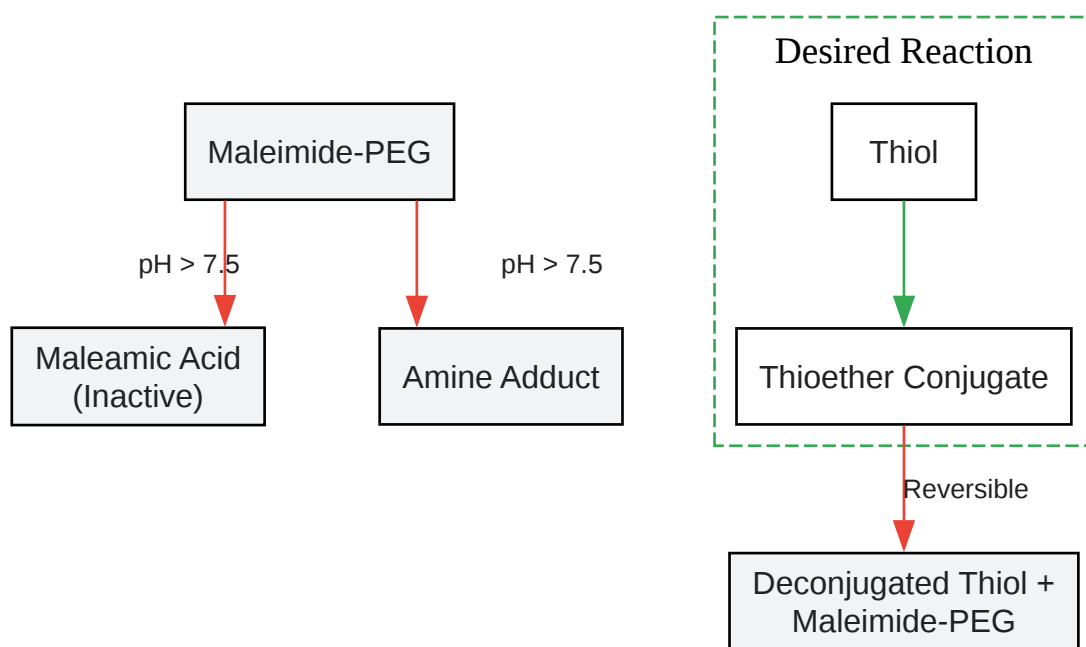 Desired Reaction
Maleimide-PEG
Thiol
pH > 7.5
pH > 7.5
Maleamic Acid
(Inactive)
Amine Adduct
Thioether Conjugate
Reversible
Deconjugated Thiol +
Maleimide-PEG